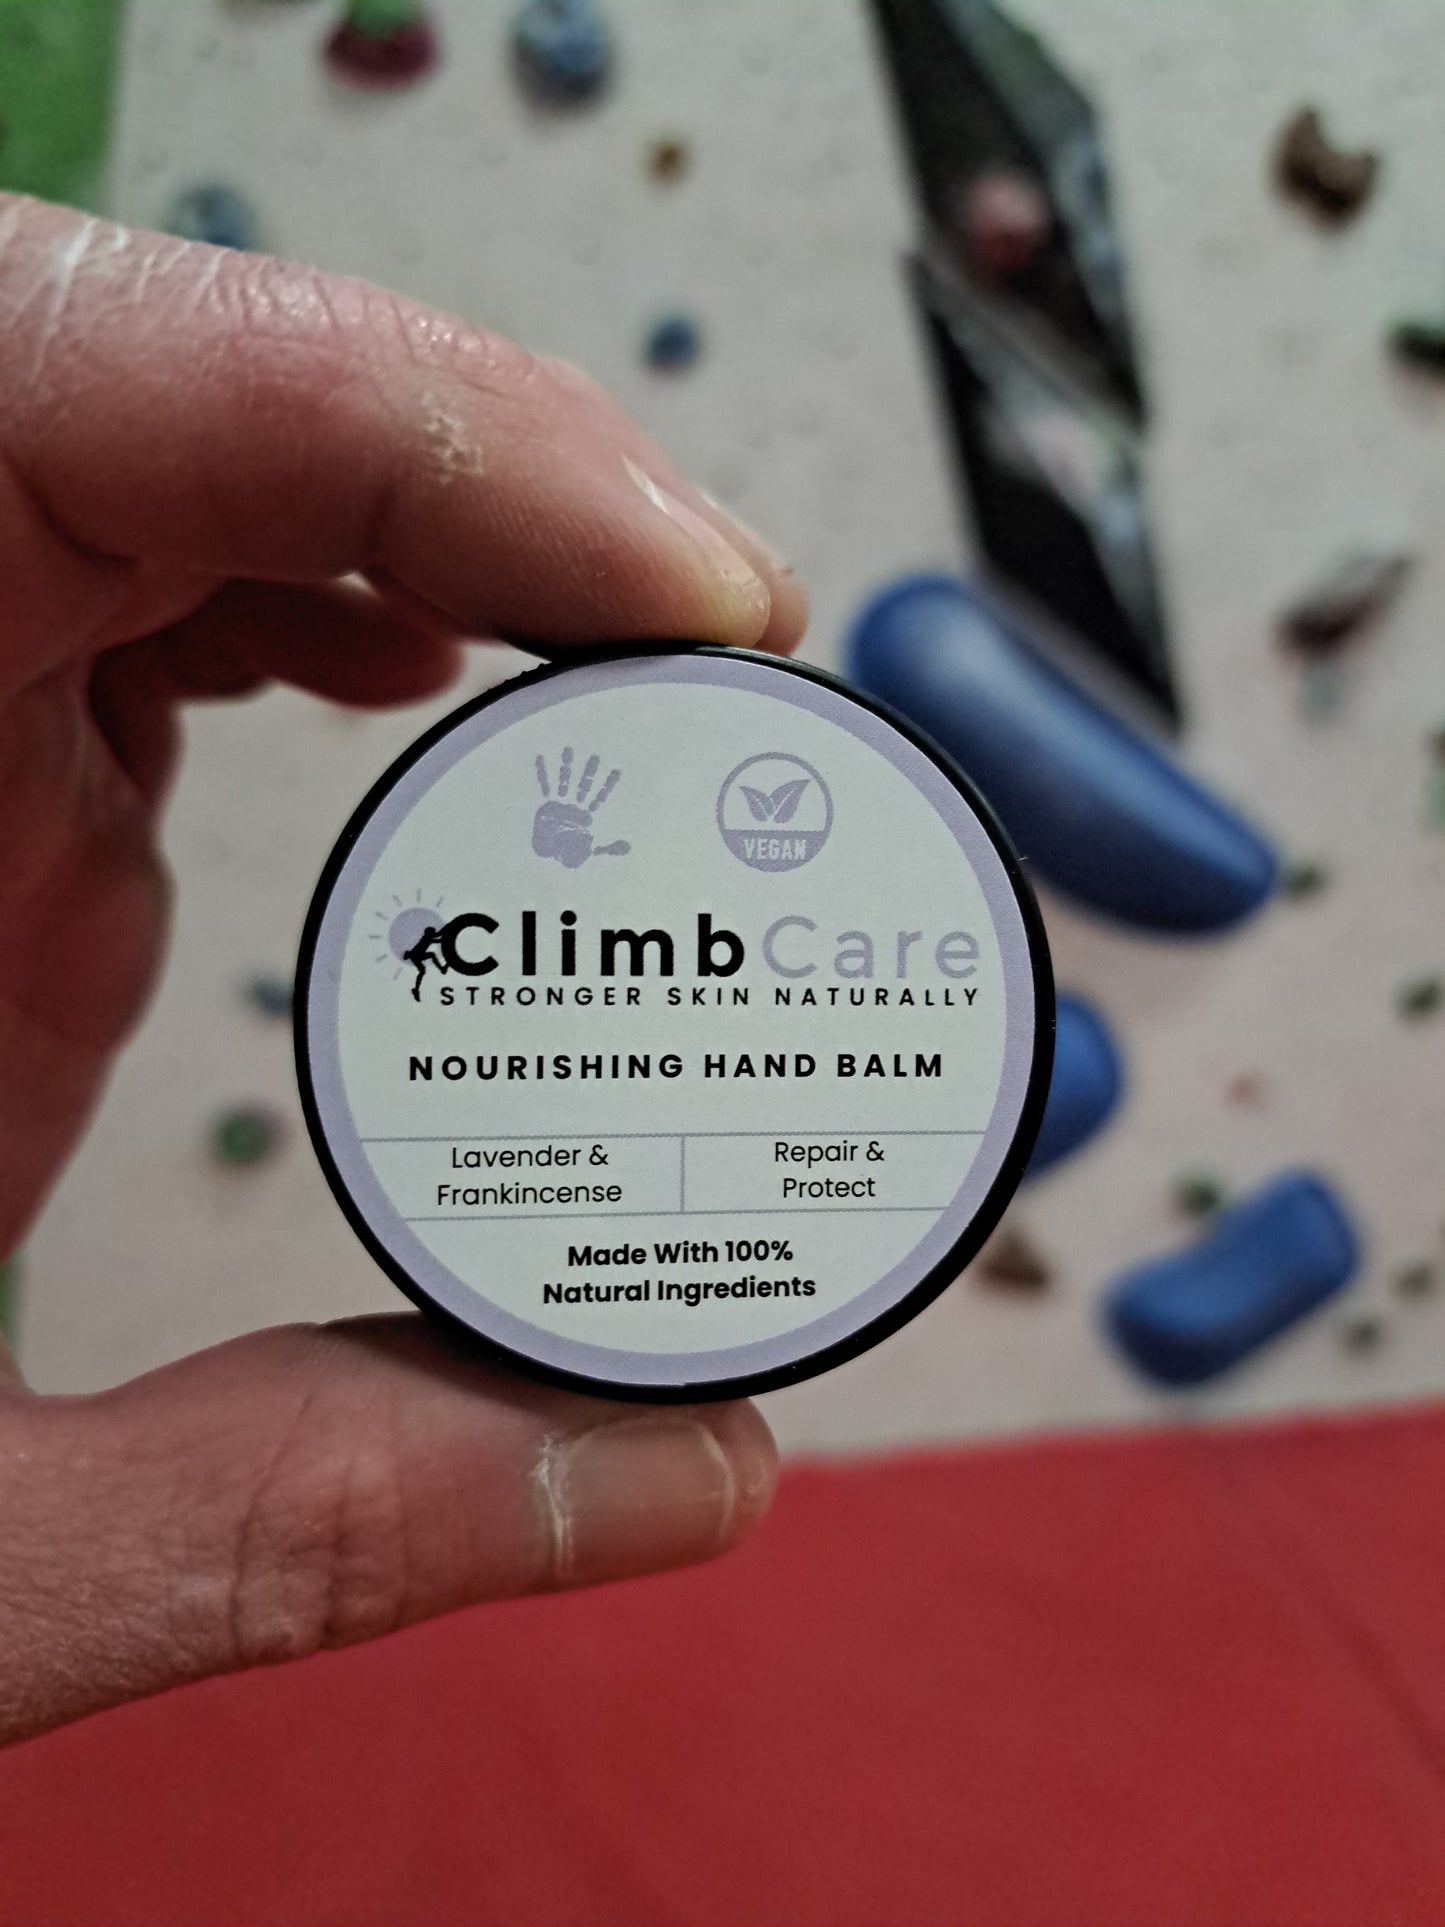 VEGAN
ClimbCare
STRONGER SKIN NATURALLY
NOURISHING HAND BALM
Lavender &
Frankincense
Repair &
Protect
Made With 100%
Natural Ingredients